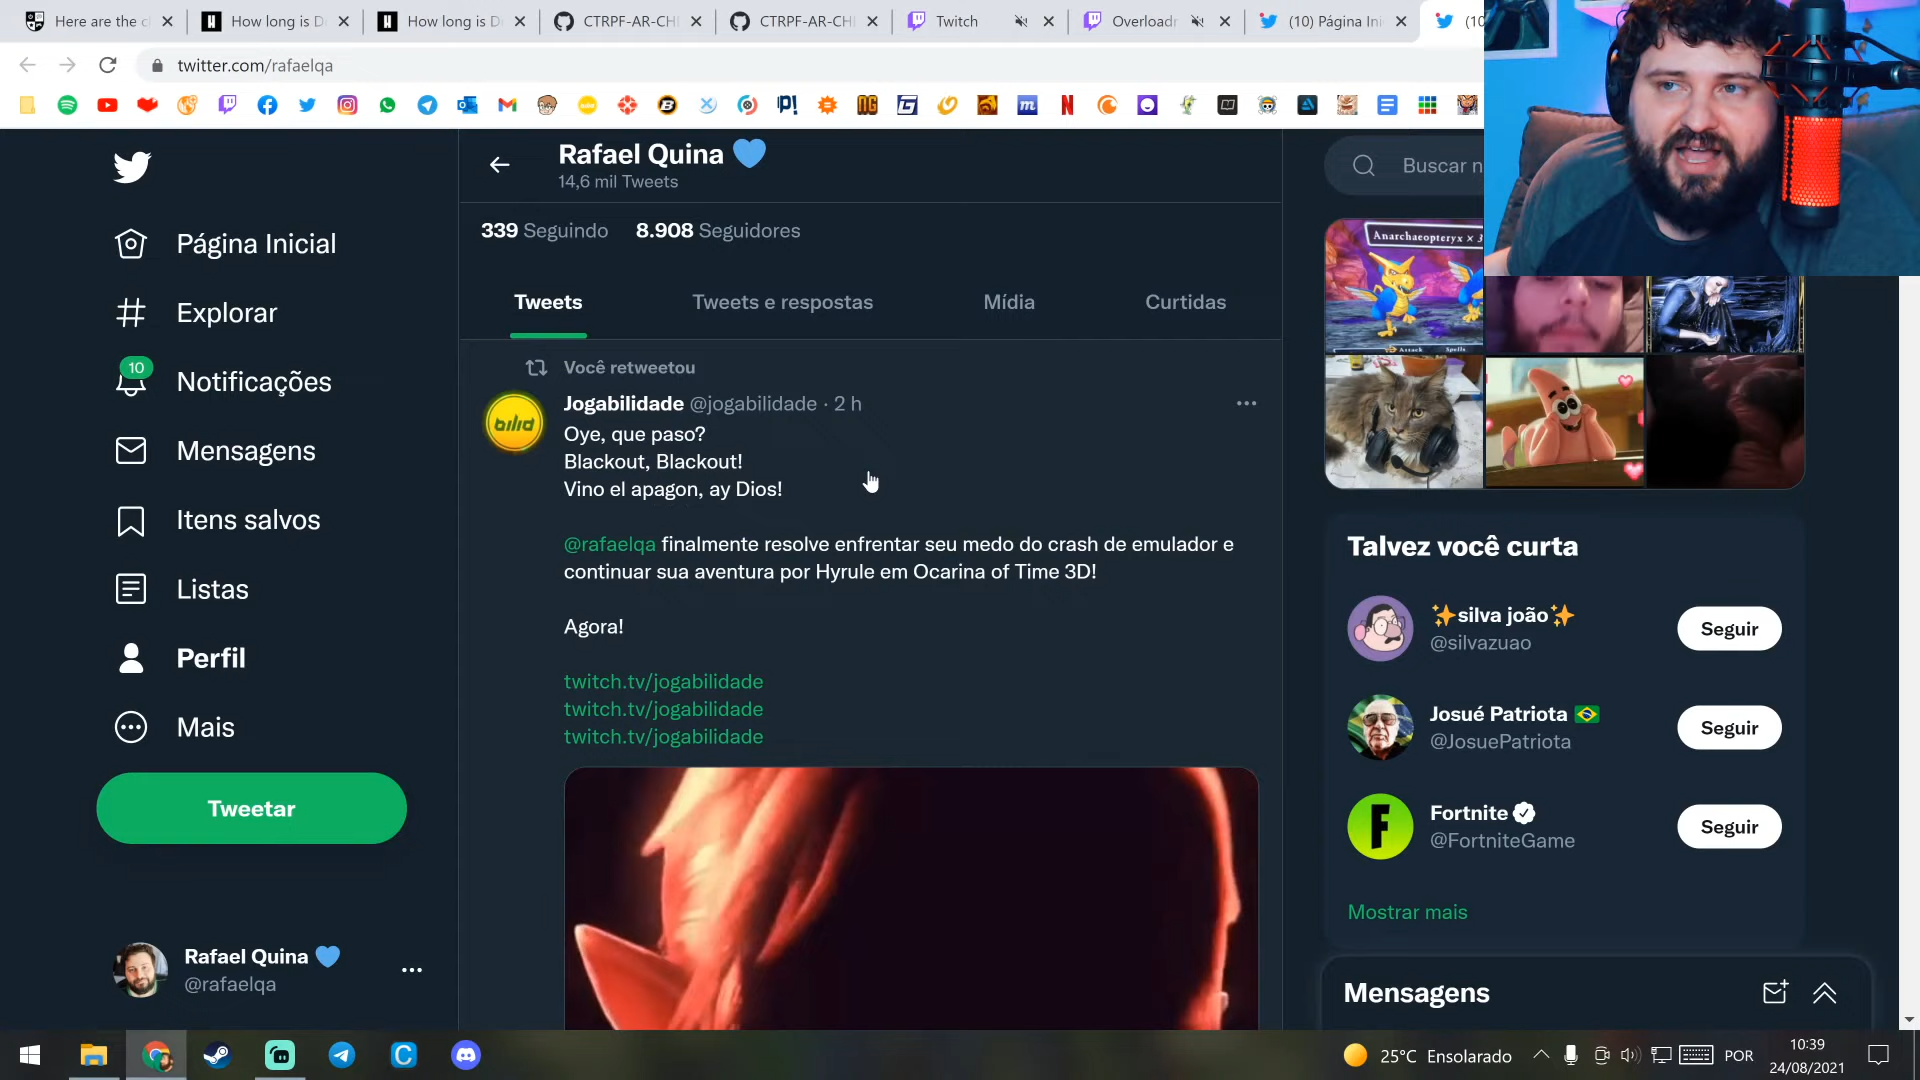 Here are the c
How long is D
How long is D
CTRPF-AR-CH
CTRPF-AR-CH
Twitch
Overload
(10) Página Ini
(10
twitter.com/rafaelqa
Rafael Quina
14,6 mil Tweets
Buscar n
339 Seguindo 8.908 Seguidores
Tweets
Tweets e respostas
Mídia
Curtidas
Página Inicial
Explorar
10
Notificações
Mensagens
Itens salvos
Listas
Perfil
Mais
Tweetar
Rafael Quina
@rafaelqa
Você retweetou
bilid
Jogabilidade @jogabilidade · 2 h
Oye, que paso?
Blackout, Blackout!
Vino el apagon, ay Dios!
@rafaelqa finalmente resolve enfrentar seu medo do crash de emulador e
continuar sua aventura por Hyrule em Ocarina of Time 3D!
Agora!
twitch.tv/jogabilidade
twitch.tv/jogabilidade
twitch.tv/jogabilidade
Anarchaeopteryx × 3
Attack Spells
Talvez você curta
✨silva joão✨
@silvazuao
Seguir
Josué Patriota
@JosuePatriota
Seguir
Fortnite
@FortniteGame
Seguir
Mostrar mais
Mensagens
25°C Ensolarado
POR
10:39
24/08/2021